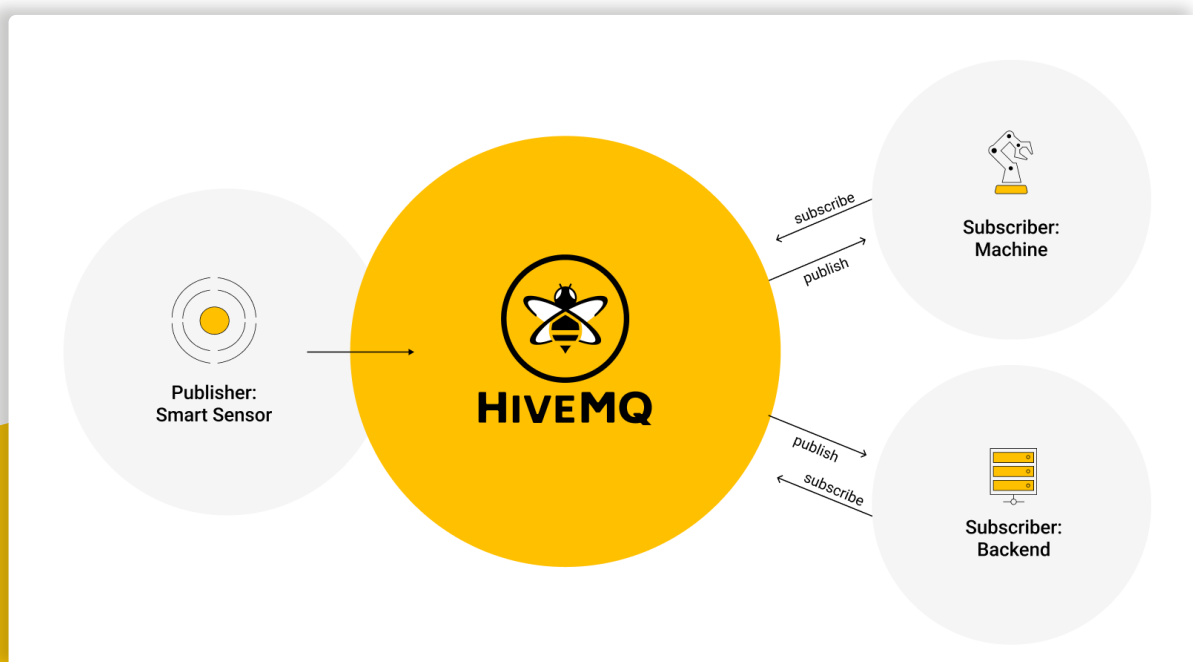 Publisher:
Smart Sensor
HIVEMQ
subscribe
publish
publish
subscribe
Subscriber:
Machine
Subscriber:
Backend